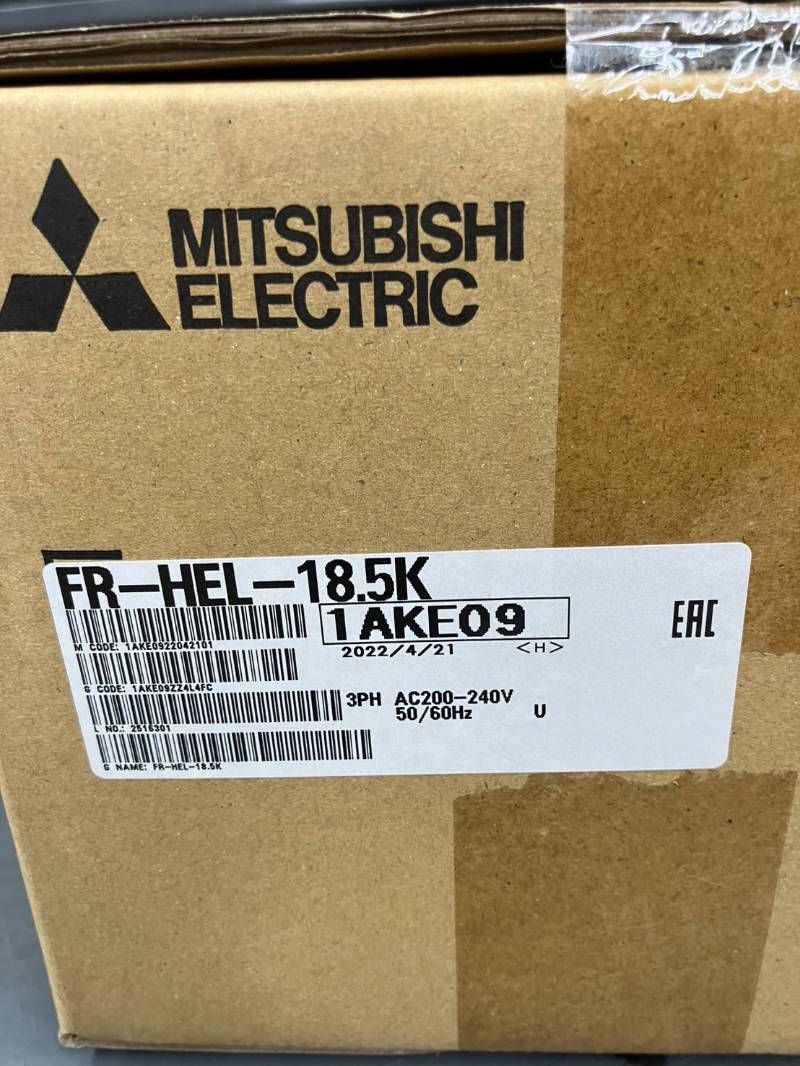 MITSUBISHI
ELECTRIC
FR-HEL-18.5K
1AKE09
EAC
M CODE: 1AKE0922042101
2022/4/21 <H>
G CODE: 1AKE09ZZ4L4FC
3PH AC200-240V
50/60Hz U
L NO.: 2516301
G NAME: FR-HEL-18.5K